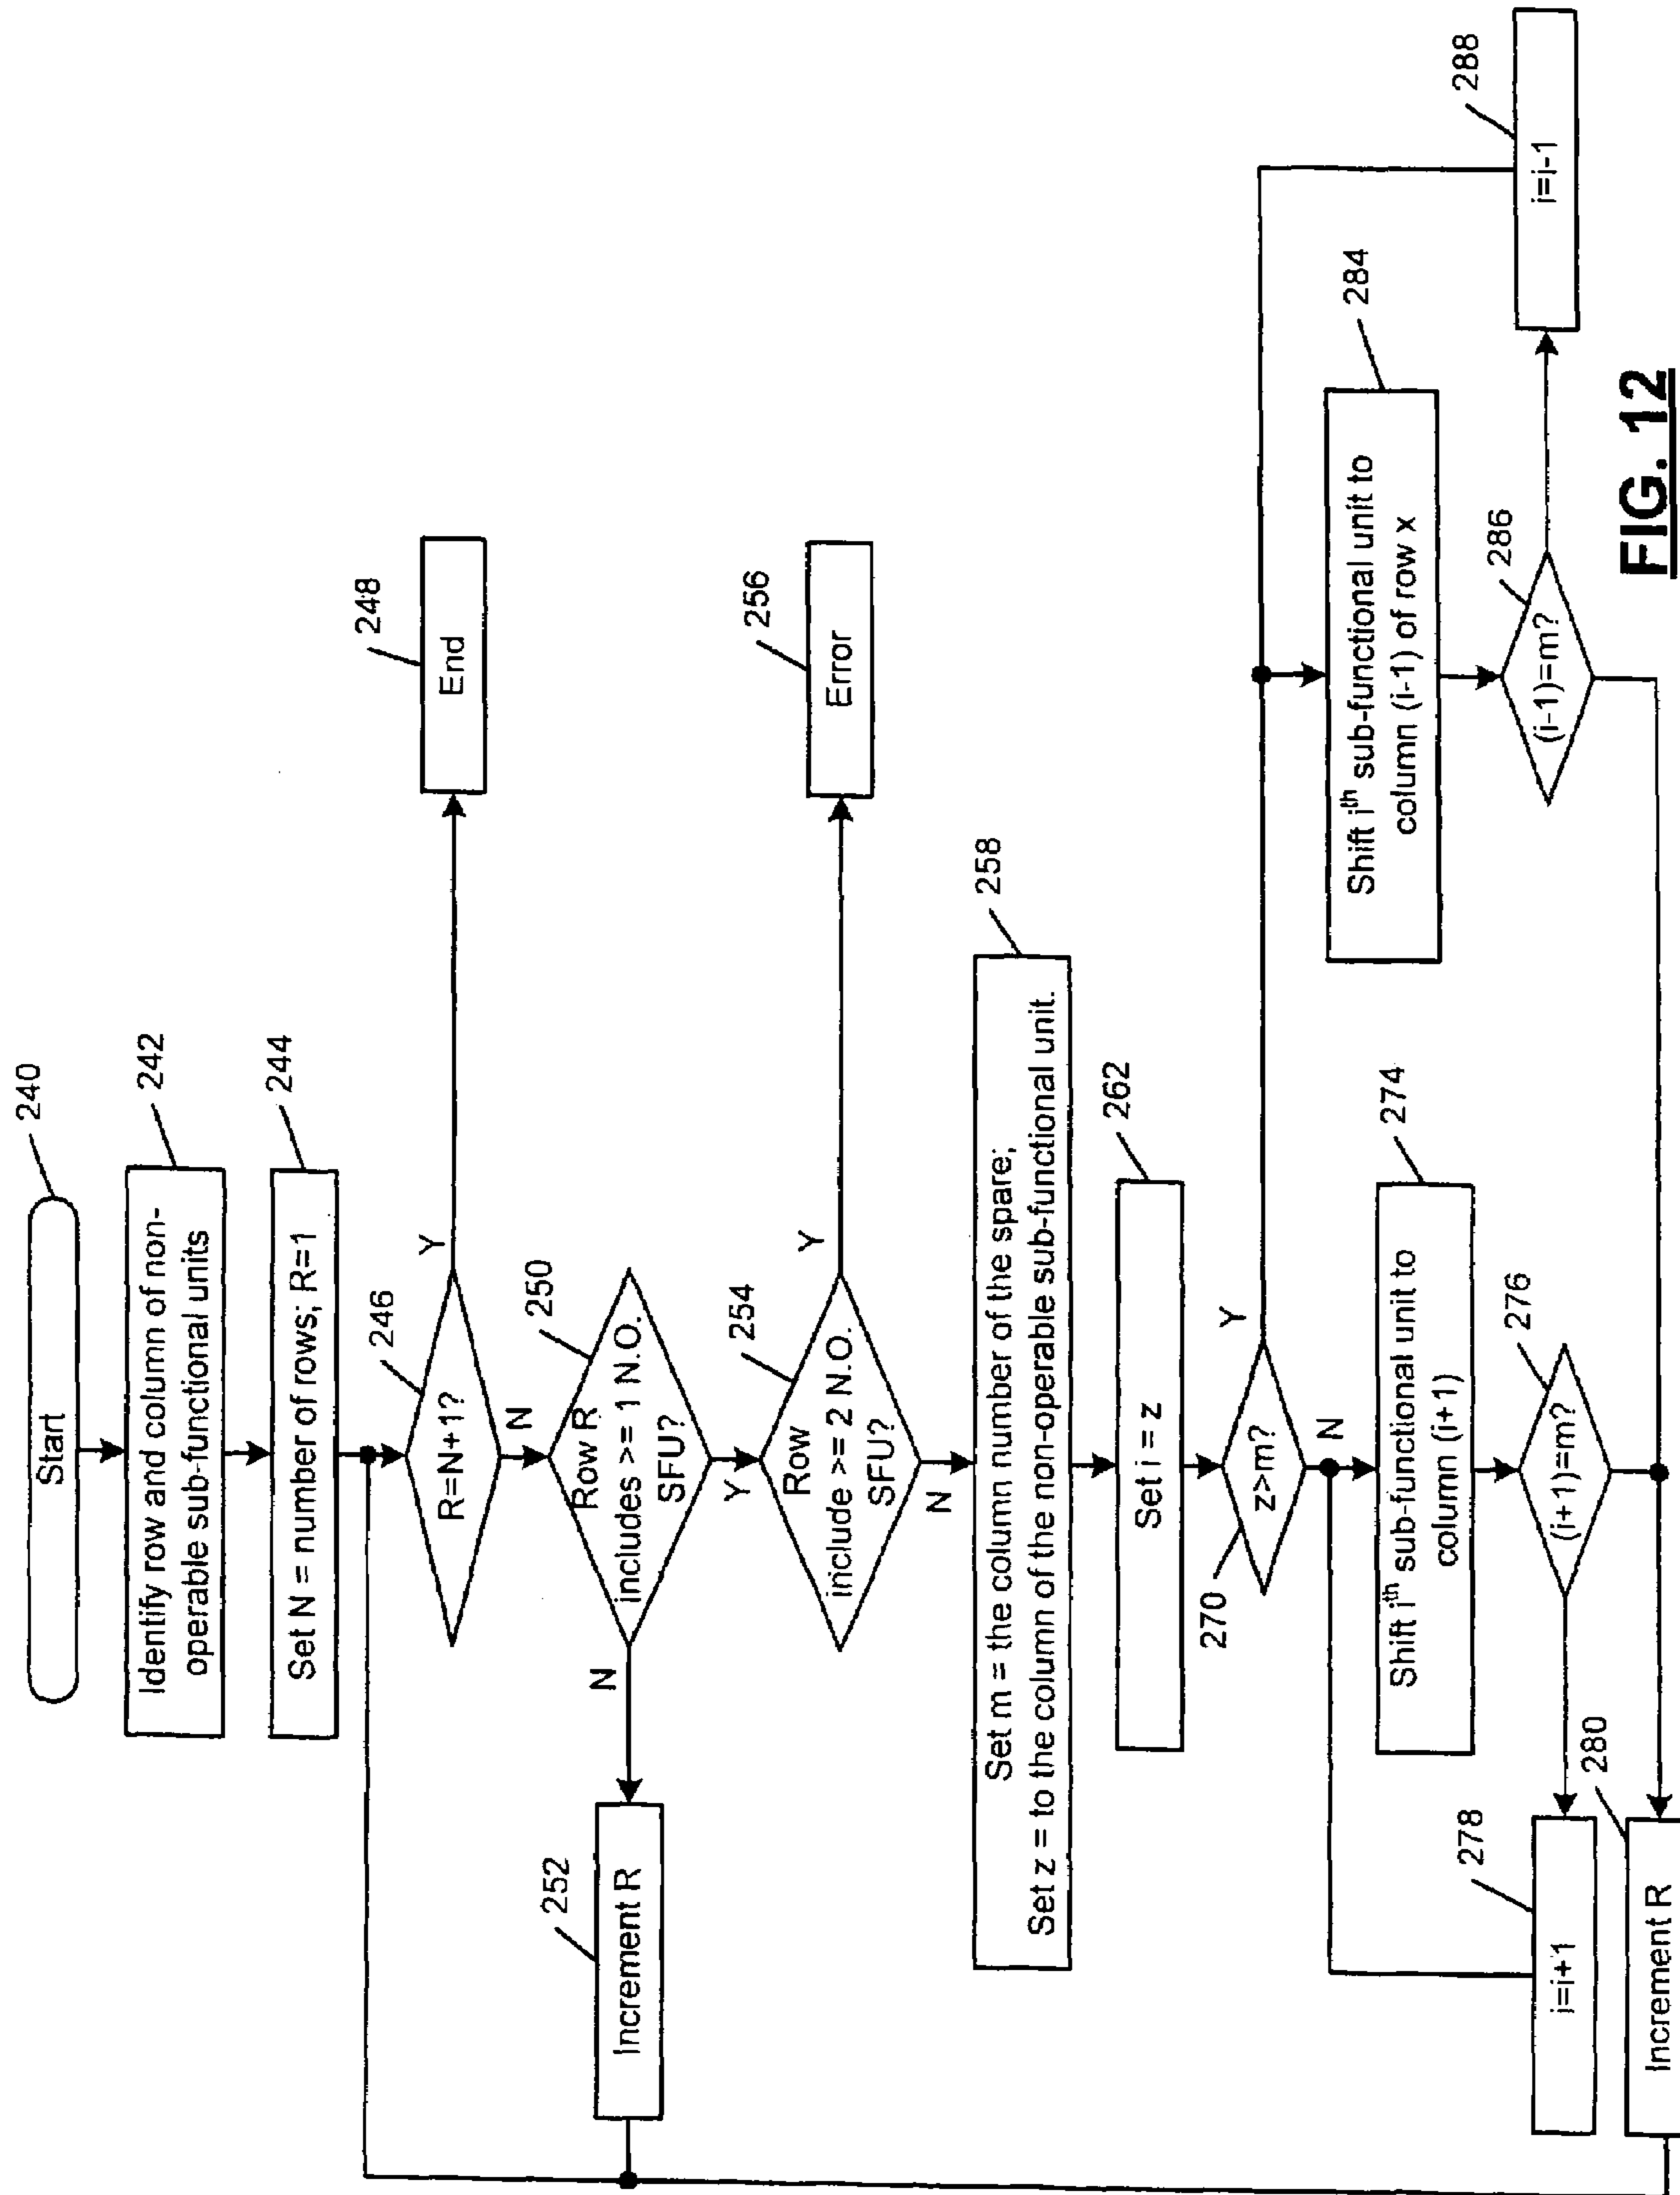 Start
240
Identify row and column of non-
operable sub-functional units
242
Set N = number of rows; R=1
244
R=N+1?
246
Y
N
End
248
Row R
includes >= 1 N.O.
SFU?
250
N
Y
Increment R
252
Row
include >= 2 N.O.
SFU?
254
Y
N
Error
256
Set m = the column number of the spare;
Set z = to the column of the non-operable sub-functional unit.
258
Set i = z
262
z>m?
270
Y
N
Shift ith sub-functional unit to
column (i+1)
274
(i+1)=m?
276
i=i+1
278
Increment R
280
Shift ith sub-functional unit to
column (i-1) of row x
284
(i-1)=m?
286
i=i-1
288
FIG. 12